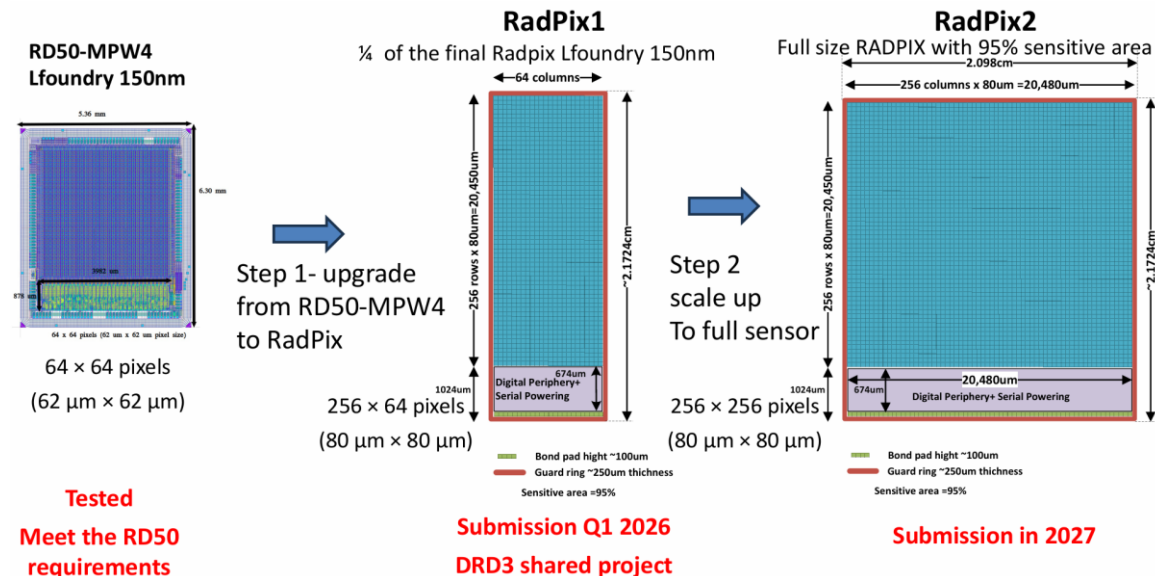 RD50-MPW4
Lfoundry 150nm
5.36 mm
6.30 mm
3982 um
878 um
64 x 64 pixels (62 um x 62 um pixel size)
64 × 64 pixels
(62 µm × 62 µm)
Tested
Meet the RD50
requirements
Step 1- upgrade
from RD50-MPW4
to RadPix
RadPix1
¼ of the final Radpix Lfoundry 150nm
64 columns
256 rows x 80um=20,450um
~2.1724cm
1024um
674um
Digital Periphery+
Serial Powering
256 × 64 pixels
(80 µm × 80 µm)
Bond pad hight ~100um
Guard ring ~250um thickness
Sensitive area =95%
Submission Q1 2026
DRD3 shared project
Step 2
scale up
To full sensor
RadPix2
Full size RADPIX with 95% sensitive area
2.098cm
256 columns x 80um =20,480um
256 rows x 80um=20,450um
~2.1724cm
1024um
674um
20,480um
Digital Periphery+ Serial Powering
256 × 256 pixels
(80 µm × 80 µm)
Bond pad hight ~100um
Guard ring ~250um thickness
Sensitive area =95%
Submission in 2027